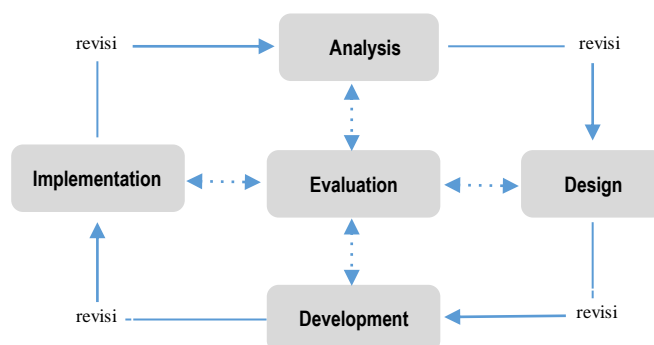 revisi
Analysis
revisi
Implementation
Evaluation
Design
revisi
Development
revisi